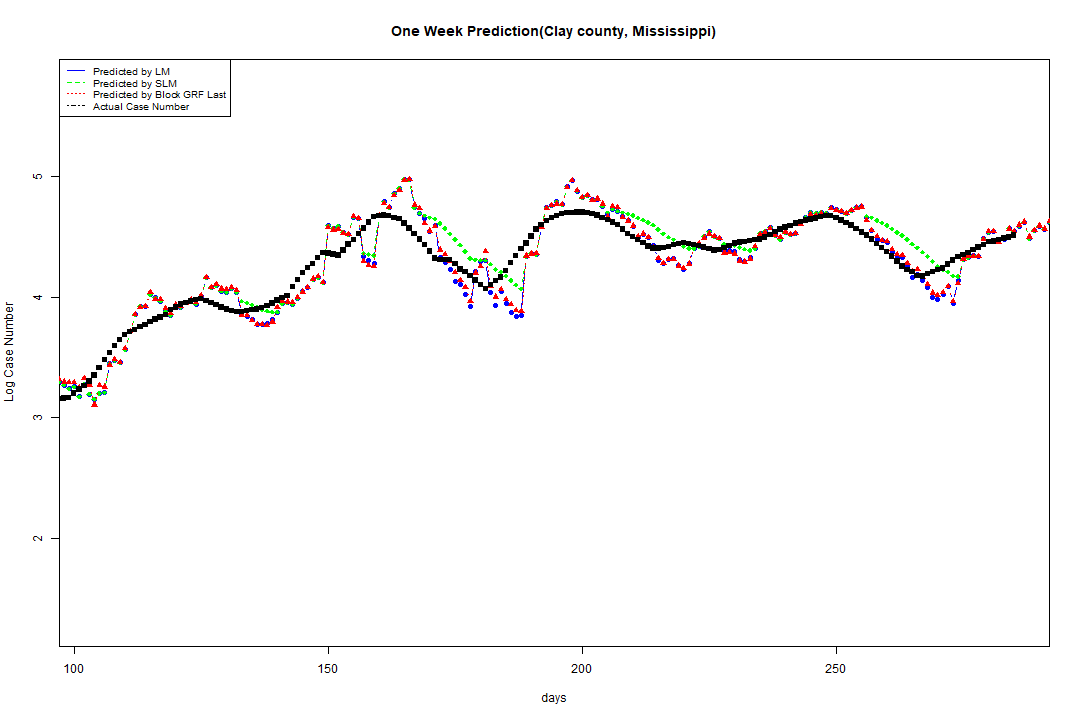 One Week Prediction(Clay county, Mississippi)
Predicted by LM
Predicted by SLM
Predicted by Block GRF Last
Actual Case Number
5
4
3
2
Log Case Number
100 150 200 250
days